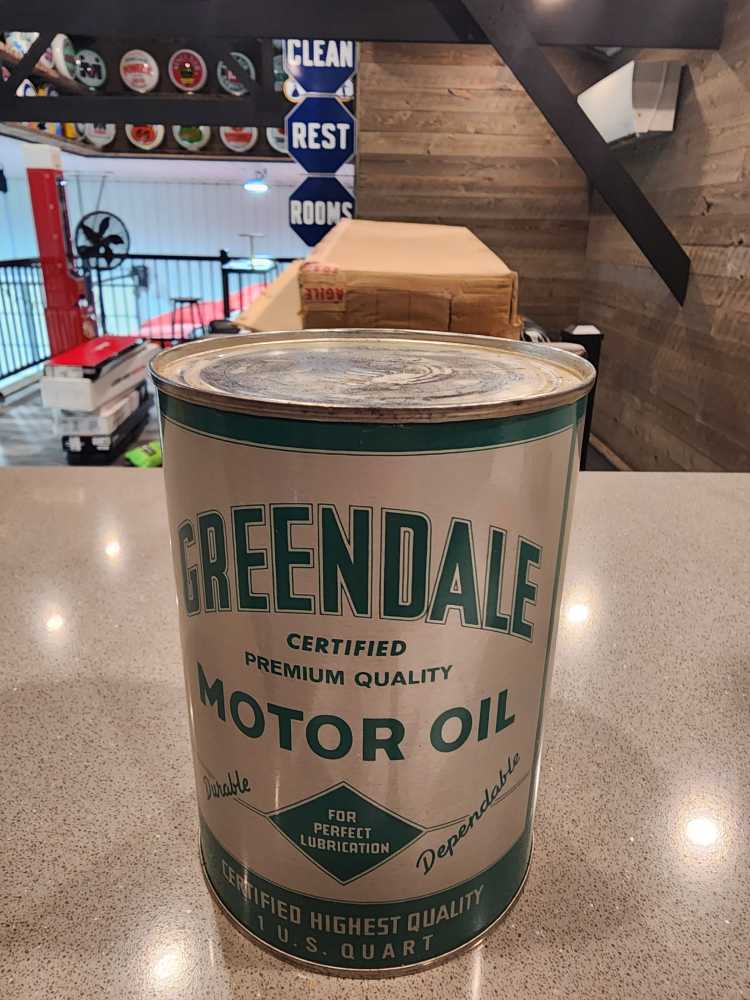 CLEAN
REST
ROOMS
GREENDALE
CERTIFIED
PREMIUM QUALITY
MOTOR OIL
Durable
Dependable
FOR
PERFECT
LUBRICATION
CERTIFIED HIGHEST QUALITY
1 U.S. QUART